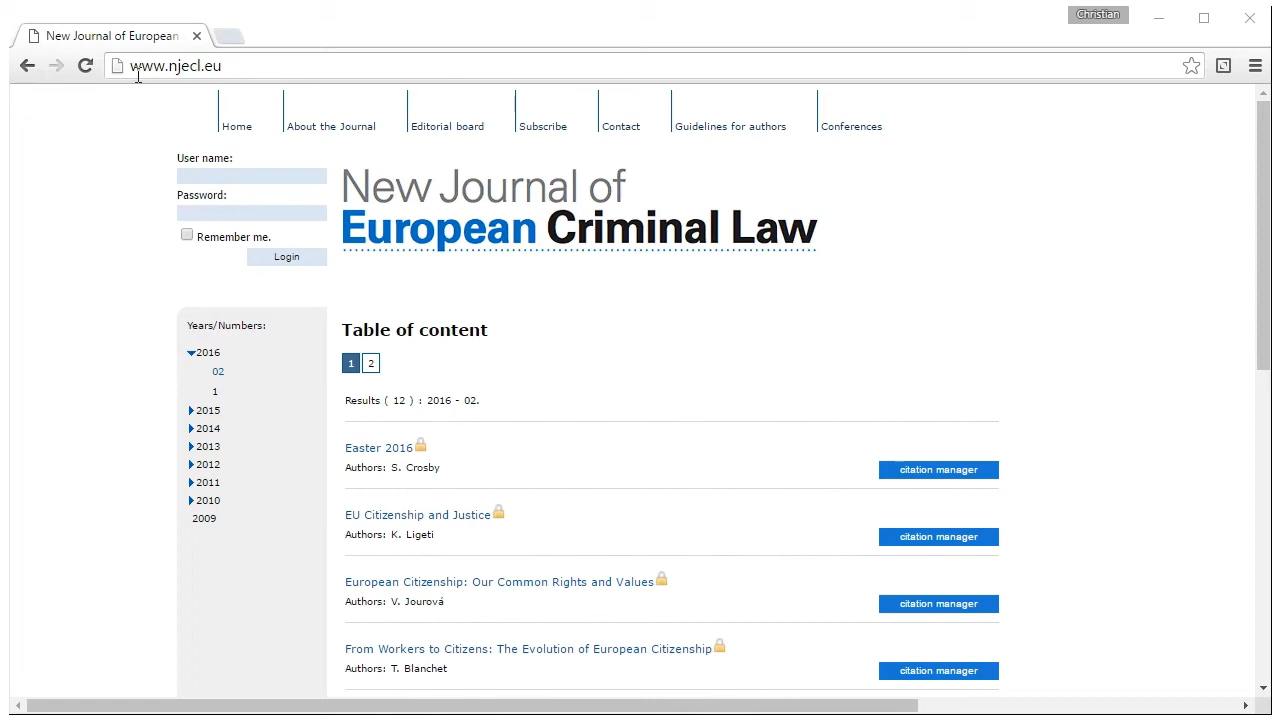 Christian
New Journal of European
www.njecl.eu
Home
About the Journal
Editorial board
Subscribe
Contact
Guidelines for authors
Conferences
User name:
Password:
Remember me.
Login
New Journal of
European Criminal Law
Years/Numbers:
2016
02
1
2015
2014
2013
2012
2011
2010
2009
Table of content
1 2
Results ( 12 ) : 2016 - 02.
Easter 2016
Authors: S. Crosby
citation manager
EU Citizenship and Justice
Authors: K. Ligeti
citation manager
European Citizenship: Our Common Rights and Values
Authors: V. Jourová
citation manager
From Workers to Citizens: The Evolution of European Citizenship
Authors: T. Blanchet
citation manager